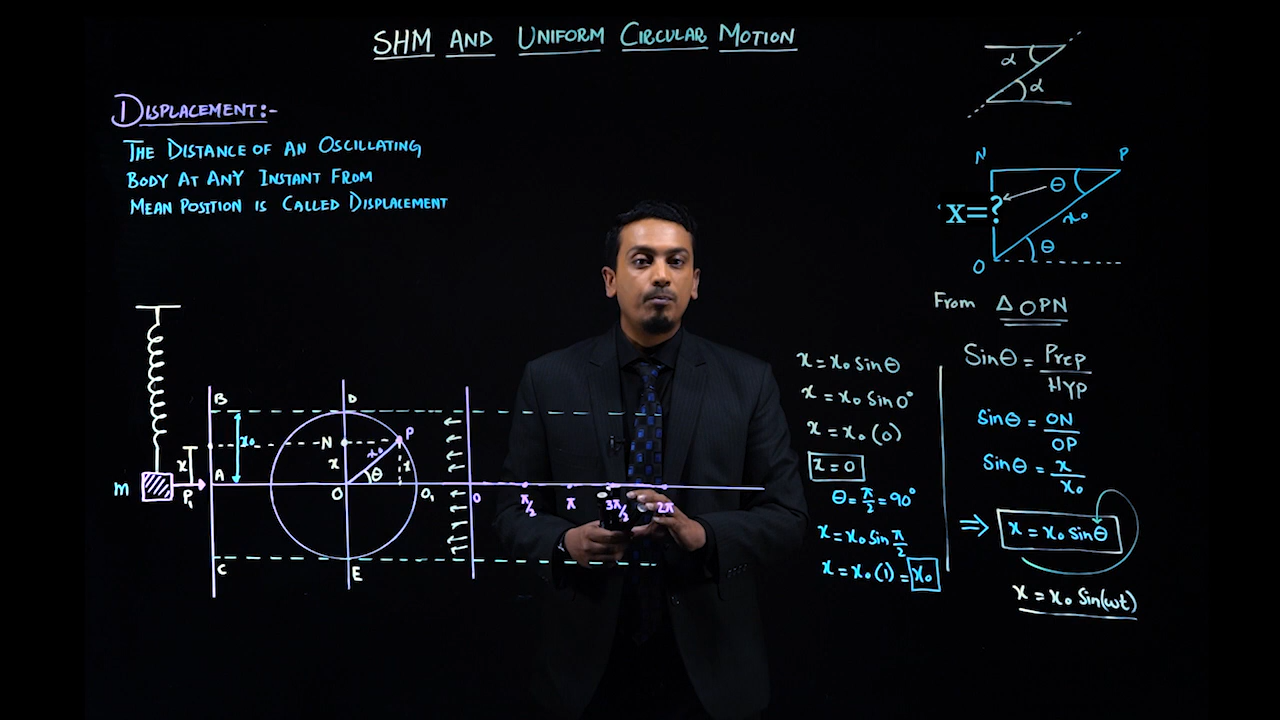 SHM AND UNIFORM CIRCULAR MOTION
DISPLACEMENT:-
THE DISTANCE OF AN OSCILLATING
BODY AT ANY INSTANT FROM
MEAN POSITION IS CALLED DISPLACEMENT
α
α
N P
θ
x=?
x₀
θ
O
From Δ OPN
Sinθ = Prep/Hyp
Sinθ = ON/OP
Sinθ = x/x₀
⇒ x = x₀ sinθ
x = x₀ Sin(ωt)
x = x₀ sinθ
x = x₀ Sin 0°
x = x₀ (0)
x = 0
θ = π/2 = 90°
x = x₀ Sin π/2
x = x₀ (1) = x₀
B D
x₀ N x₀ P
x x x
m P₁ A O θ O₁ O π/2 π 3π/2 2π
C E